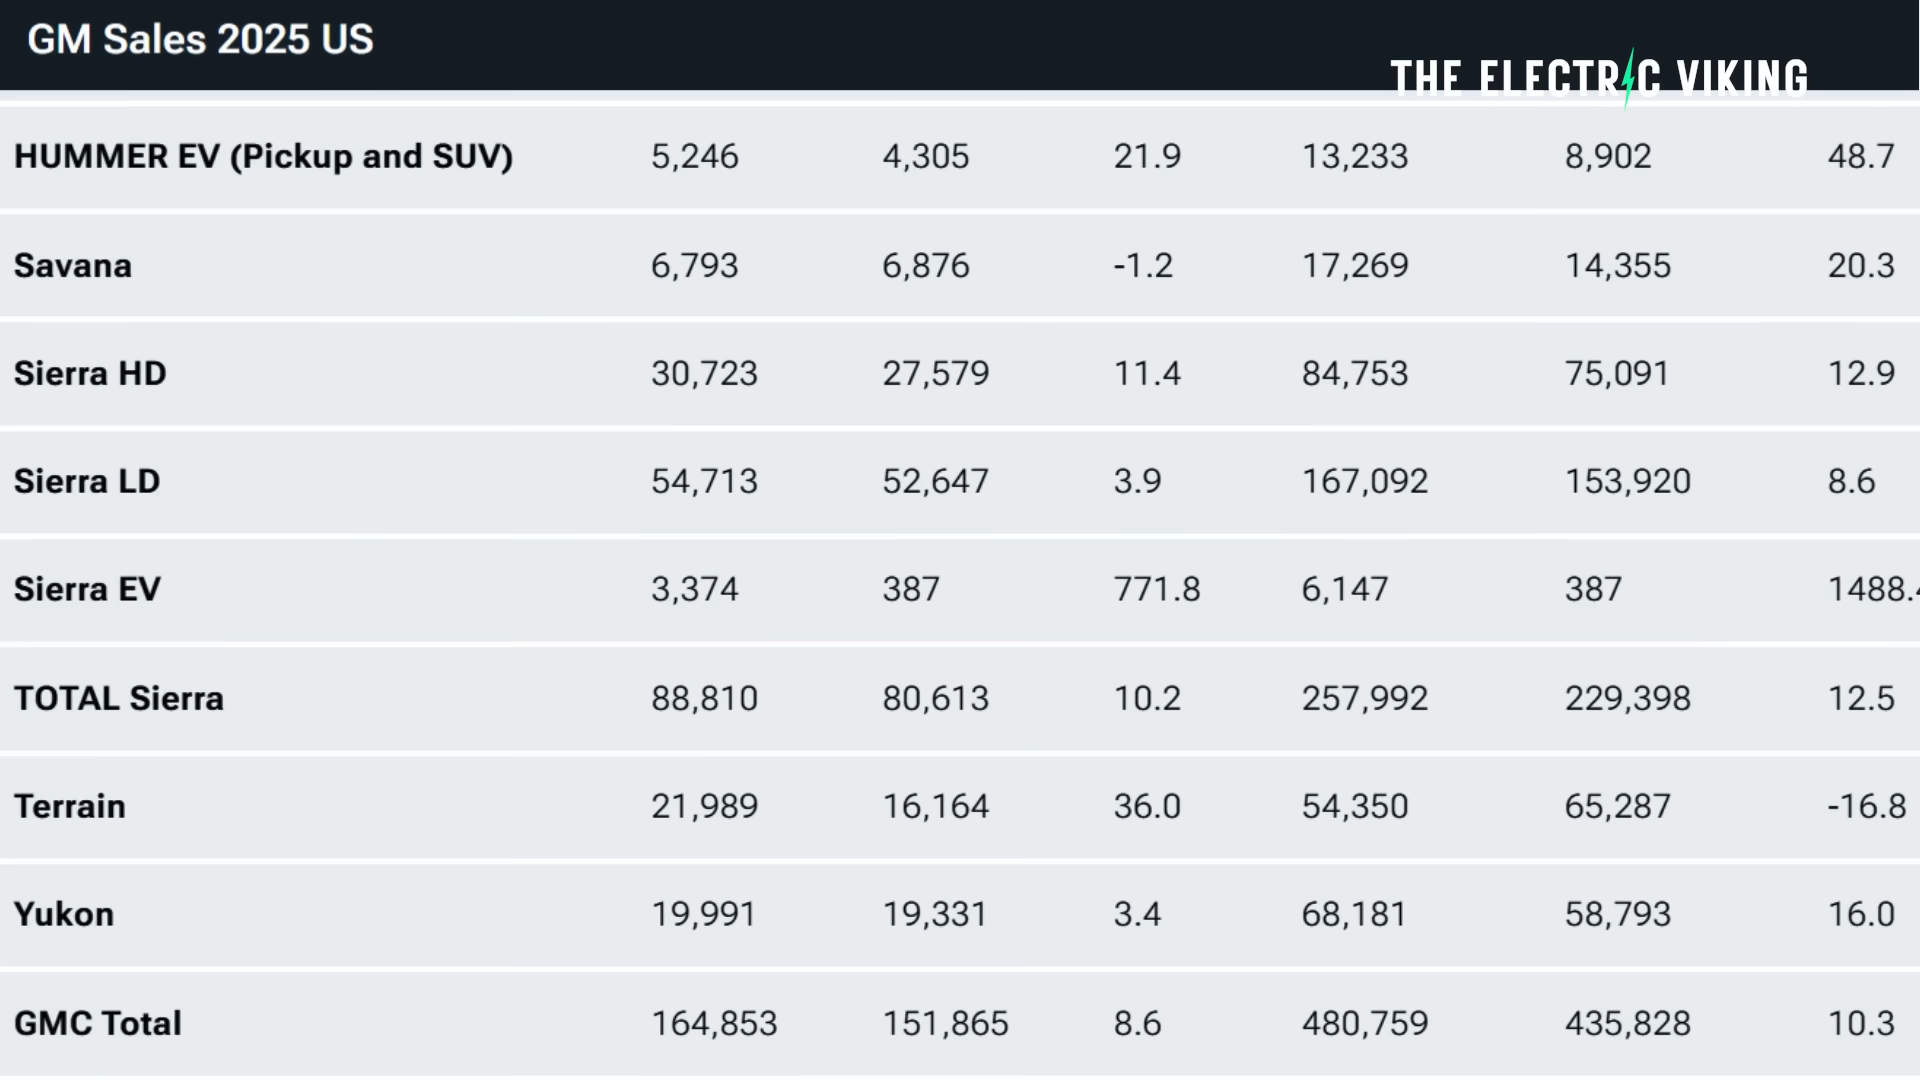 GM Sales 2025 US
THE ELECTRIC VIKING
HUMMER EV (Pickup and SUV) 5,246 4,305 21.9 13,233 8,902 48.7
Savana 6,793 6,876 -1.2 17,269 14,355 20.3
Sierra HD 30,723 27,579 11.4 84,753 75,091 12.9
Sierra LD 54,713 52,647 3.9 167,092 153,920 8.6
Sierra EV 3,374 387 771.8 6,147 387 1488.4
TOTAL Sierra 88,810 80,613 10.2 257,992 229,398 12.5
Terrain 21,989 16,164 36.0 54,350 65,287 -16.8
Yukon 19,991 19,331 3.4 68,181 58,793 16.0
GMC Total 164,853 151,865 8.6 480,759 435,828 10.3